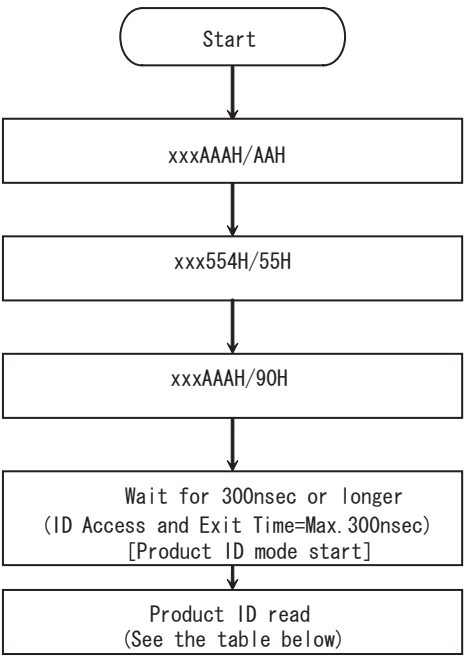 Start
xxxAAAH/AAH
xxx554H/55H
xxxAAAH/90H
Wait for 300nsec or longer
(ID Access and Exit Time=Max.300nsec)
[Product ID mode start]
Product ID read
(See the table below)